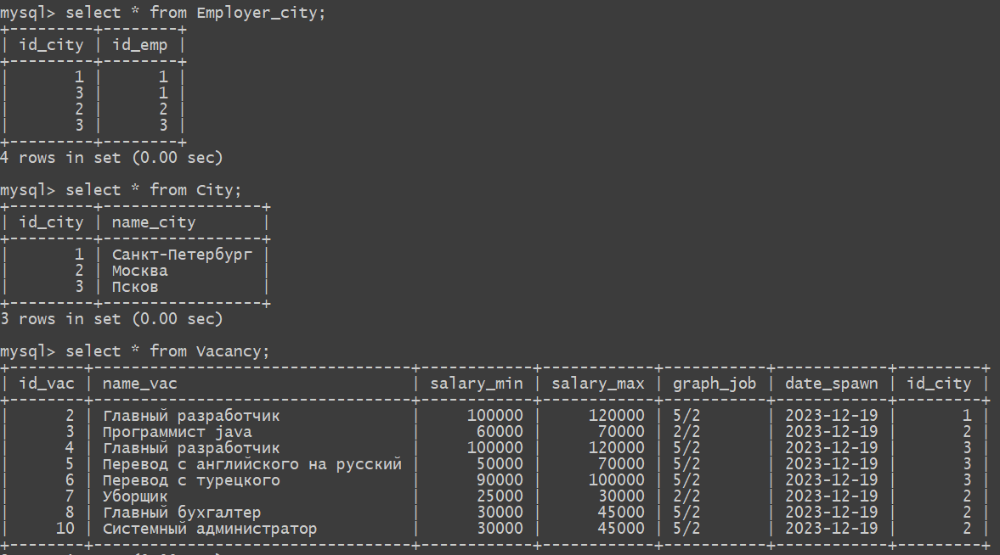 mysql> select * from Employer_city;
+---------+--------+
| id_city | id_emp |
+---------+--------+
|       1 |      1 |
|       3 |      1 |
|       2 |      2 |
|       3 |      3 |
+---------+--------+
4 rows in set (0.00 sec)
mysql> select * from City;
+---------+-----------------+
| id_city | name_city       |
+---------+-----------------+
|       1 | Санкт-Петербург |
|       2 | Москва          |
|       3 | Псков           |
+---------+-----------------+
3 rows in set (0.00 sec)
mysql> select * from Vacancy;
+--------+----------------------------------+------------+------------+-----------+------------+---------+
| id_vac | name_vac                         | salary_min | salary_max | graph_job | date_spawn | id_city |
+--------+----------------------------------+------------+------------+-----------+------------+---------+
|      2 | Главный разработчик              |     100000 |     120000 | 5/2       | 2023-12-19 |       1 |
|      3 | Программист java                 |      60000 |      70000 | 2/2       | 2023-12-19 |       2 |
|      4 | Главный разработчик              |     100000 |     120000 | 5/2       | 2023-12-19 |       3 |
|      5 | Перевод с английского на русский |      50000 |      70000 | 5/2       | 2023-12-19 |       3 |
|      6 | Перевод с турецкого              |      90000 |     100000 | 5/2       | 2023-12-19 |       3 |
|      7 | Уборщик                          |      25000 |      30000 | 2/2       | 2023-12-19 |       2 |
|      8 | Главный бухгалтер                |      30000 |      45000 | 5/2       | 2023-12-19 |       2 |
|     10 | Системный администратор          |      30000 |      45000 | 5/2       | 2023-12-19 |       2 |
+--------+----------------------------------+------------+------------+-----------+------------+---------+